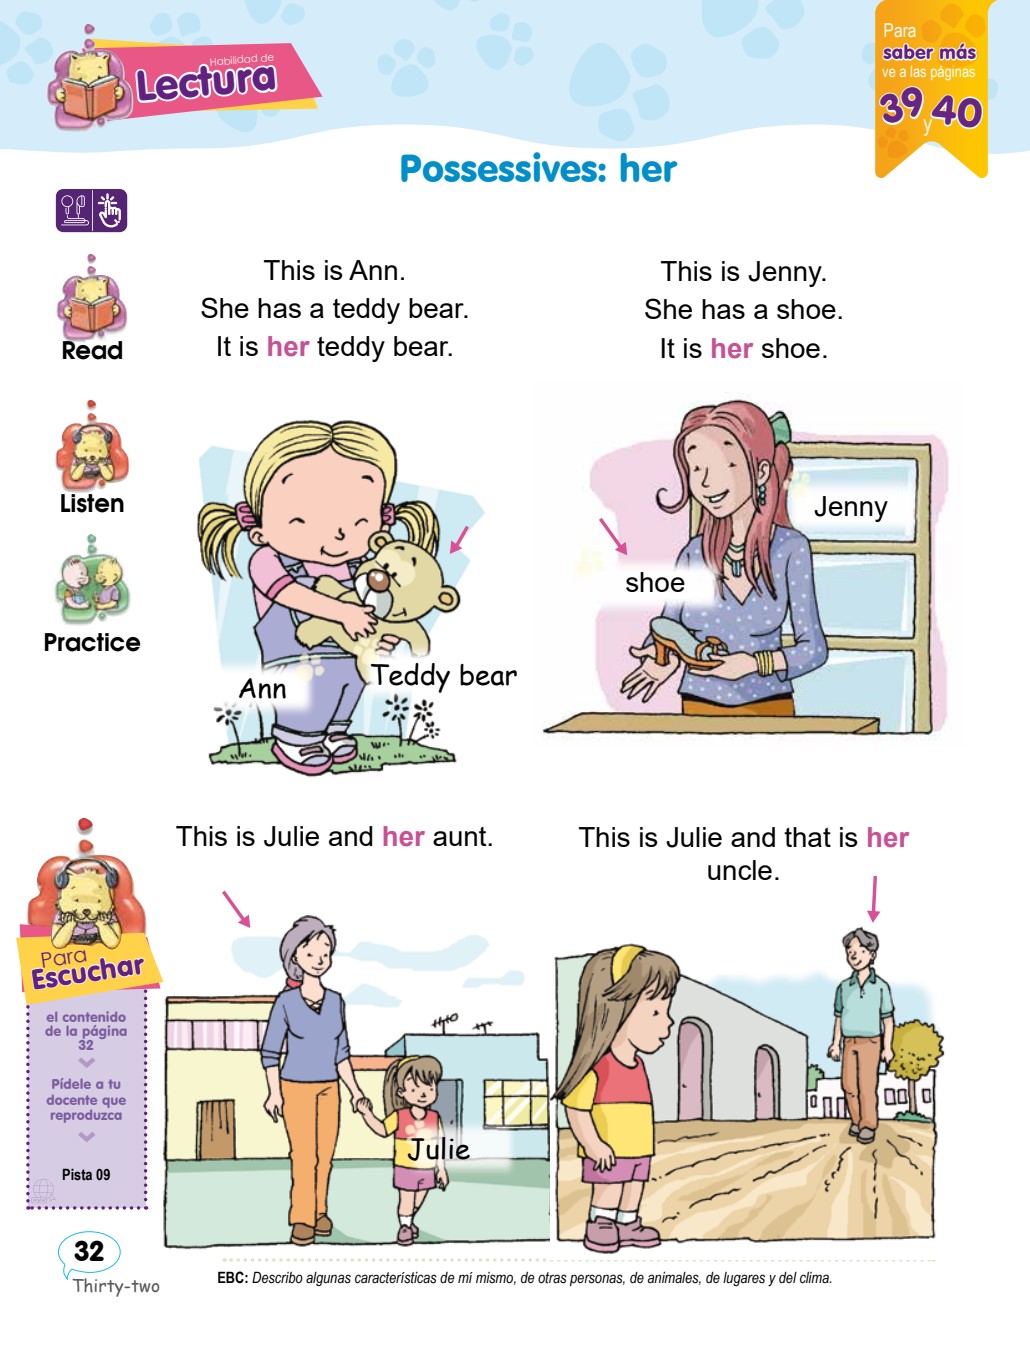 Habilidad de
Lectura
Para
saber más
ve a las páginas
39 y 40
Possessives: her
Read
Listen
Practice
This is Ann.
She has a teddy bear.
It is her teddy bear.
This is Jenny.
She has a shoe.
It is her shoe.
Ann
Teddy bear
Jenny
shoe
This is Julie and her aunt.
This is Julie and that is her
uncle.
Julie
Para
Escuchar
el contenido
de la página
32
Pídele a tu
docente que
reproduzca
Pista 09
32
Thirty-two
EBC: Describo algunas características de mí mismo, de otras personas, de animales, de lugares y del clima.